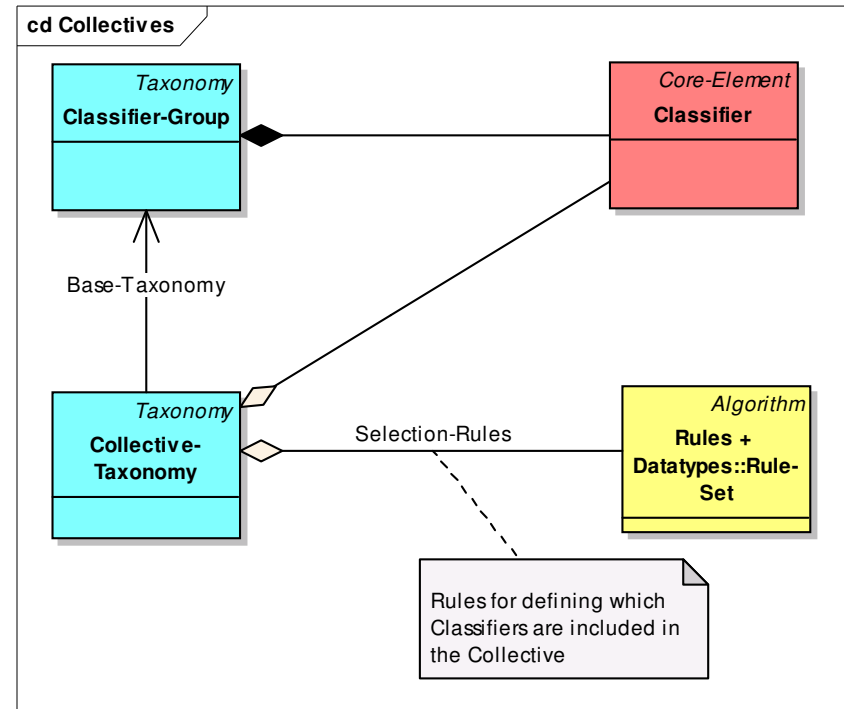 cd Collectives
Taxonomy
Classifier-Group
Core-Element
Classifier
Base-Taxonomy
Taxonomy
Collective-
Taxonomy
Selection-Rules
Algorithm
Rules +
Datatypes::Rule-
Set
Rules for defining which
Classifiers are included in
the Collective